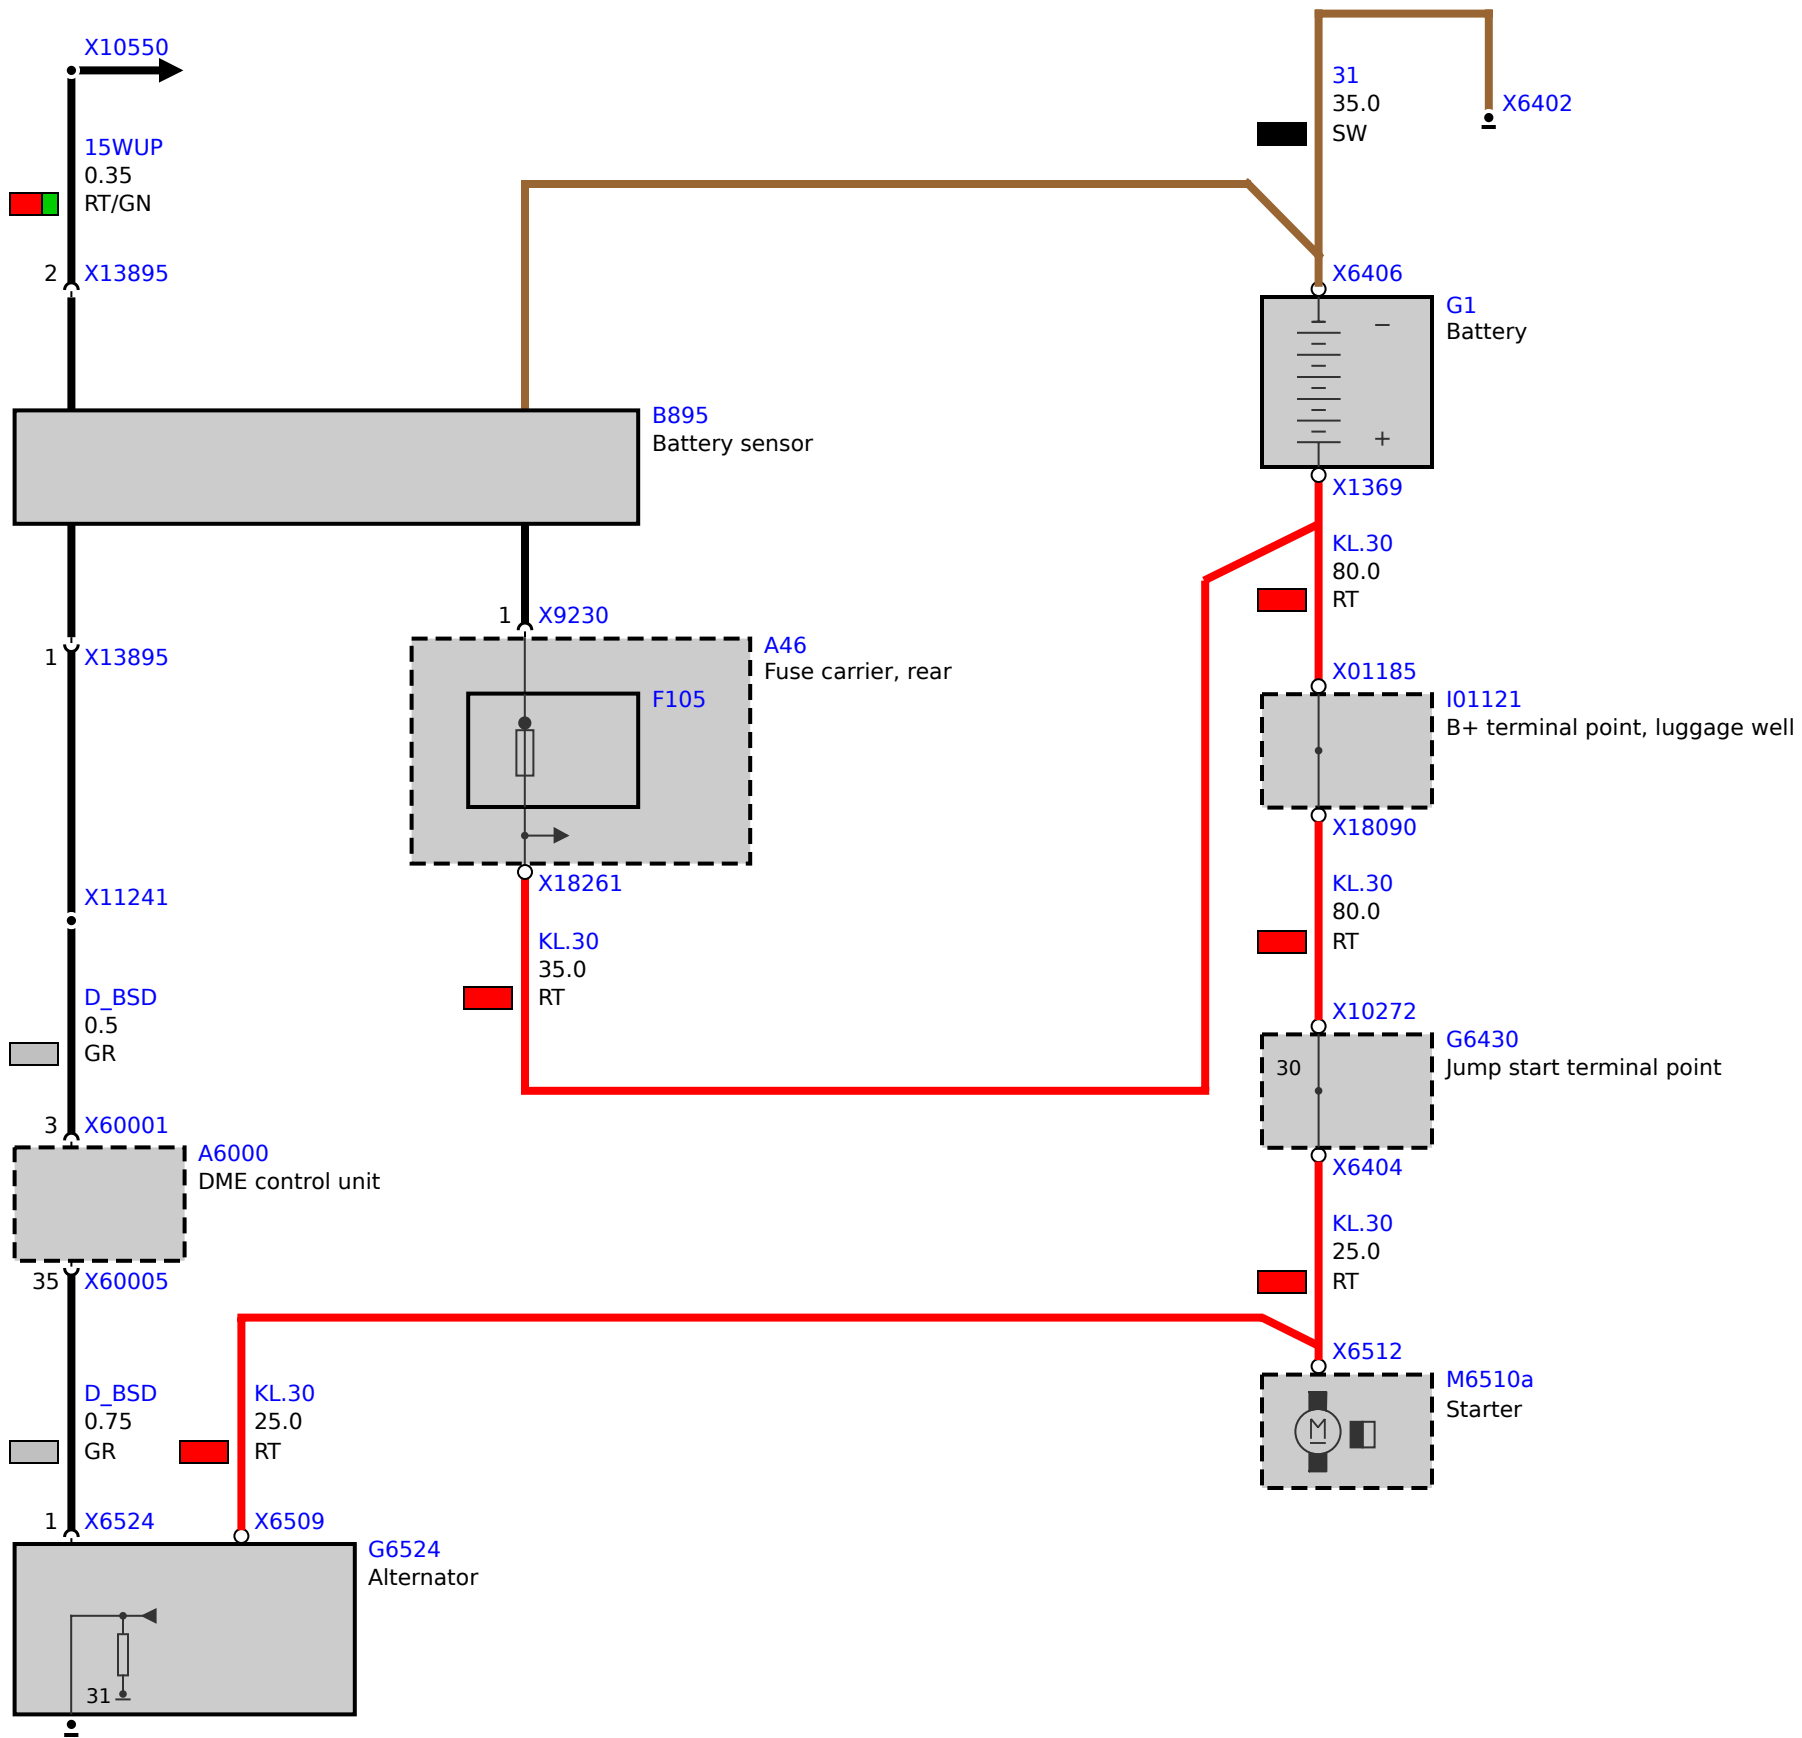 X10550
15WUP
0.35
RT/GN
2 X13895
31
35.0
SW
X6402
X6406
G1
Battery
−
+
B895
Battery sensor
X1369
KL.30
80.0
RT
1 X9230
1 X13895
A46
Fuse carrier, rear
F105
X01185
I01121
B+ terminal point, luggage well
X18090
X18261
X11241
KL.30
35.0
RT
KL.30
80.0
RT
D_BSD
0.5
GR
X10272
G6430
Jump start terminal point
30
3 X60001
A6000
DME control unit
X6404
KL.30
25.0
RT
35 X60005
X6512
M6510a
Starter
M
D_BSD
0.75
GR
KL.30
25.0
RT
1 X6524
X6509
G6524
Alternator
31